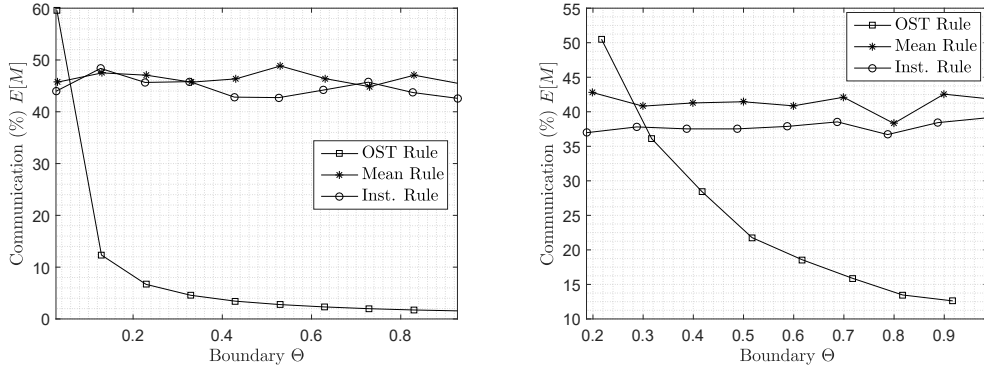 60
50
40
30
20
10
0
Communication (%) E[M]
OST Rule
Mean Rule
Inst. Rule
0.2
0.4
0.6
0.8
Boundary Θ
55
50
45
40
35
30
25
20
15
10
Communication (%) E[M]
OST Rule
Mean Rule
Inst. Rule
0.2
0.3
0.4
0.5
0.6
0.7
0.8
0.9
Boundary Θ